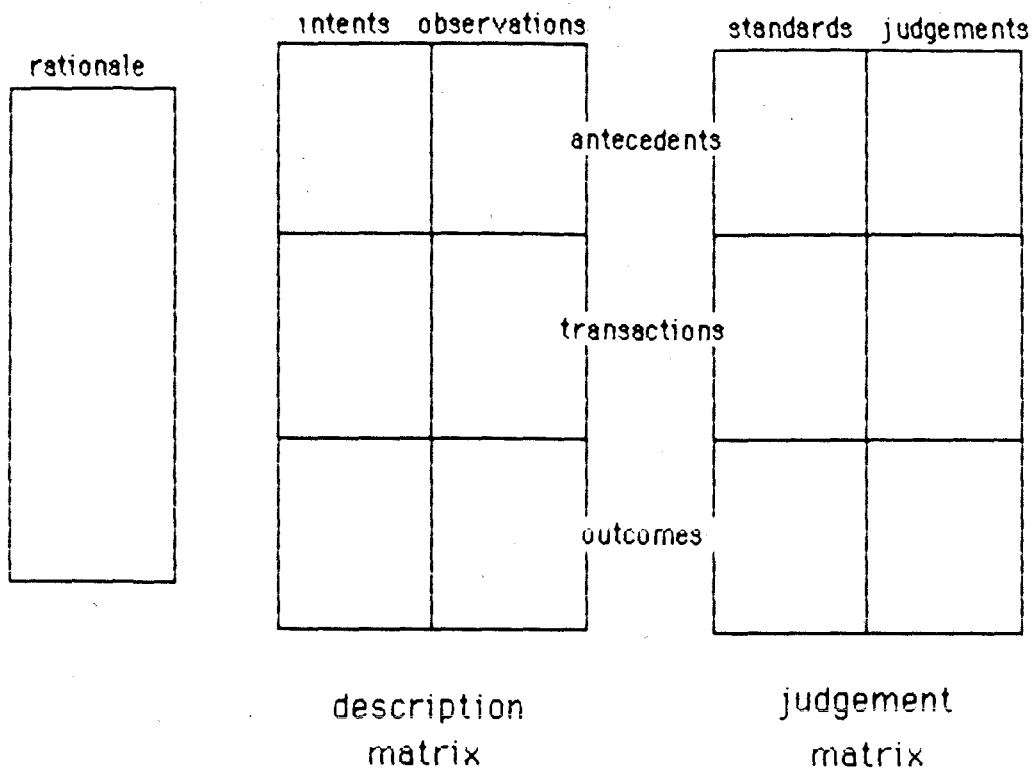 intents observations
standards judgements
rationale
antecedents
transactions
outcomes
description
matrix
judgement
matrix